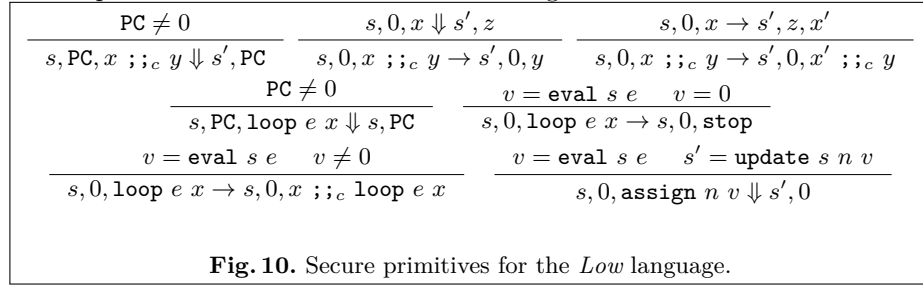 PC ≠ 0    s, 0, x ⇓ s′, z    s, 0, x → s′, z, x′
s, PC, x ;;c y ⇓ s′, PC    s, 0, x ;;c y → s′, 0, y    s, 0, x ;;c y → s′, 0, x′ ;;c y
PC ≠ 0    v = eval s e    v = 0
s, PC, loop e x ⇓ s, PC    s, 0, loop e x → s, 0, stop
v = eval s e    v ≠ 0    v = eval s e    s′ = update s n v
s, 0, loop e x → s, 0, x ;;c loop e x    s, 0, assign n v ⇓ s′, 0
Fig. 10. Secure primitives for the Low language.